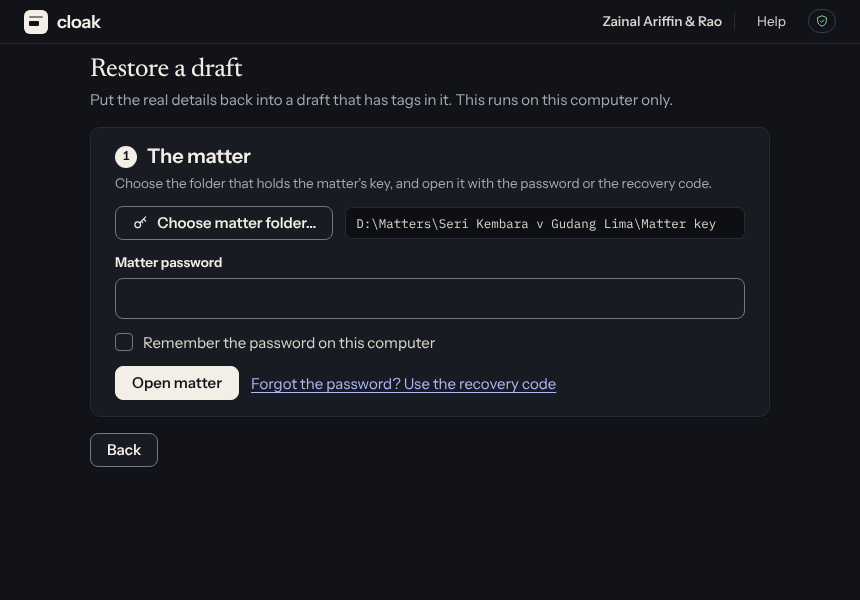 cloak
Zainal Ariffin & Rao
Help
Restore a draft
Put the real details back into a draft that has tags in it. This runs on this computer only.
1 The matter
Choose the folder that holds the matter's key, and open it with the password or the recovery code.
Choose matter folder...
D:\Matters\Seri Kembara v Gudang Lima\Matter key
Matter password
Remember the password on this computer
Open matter
Forgot the password? Use the recovery code
Back